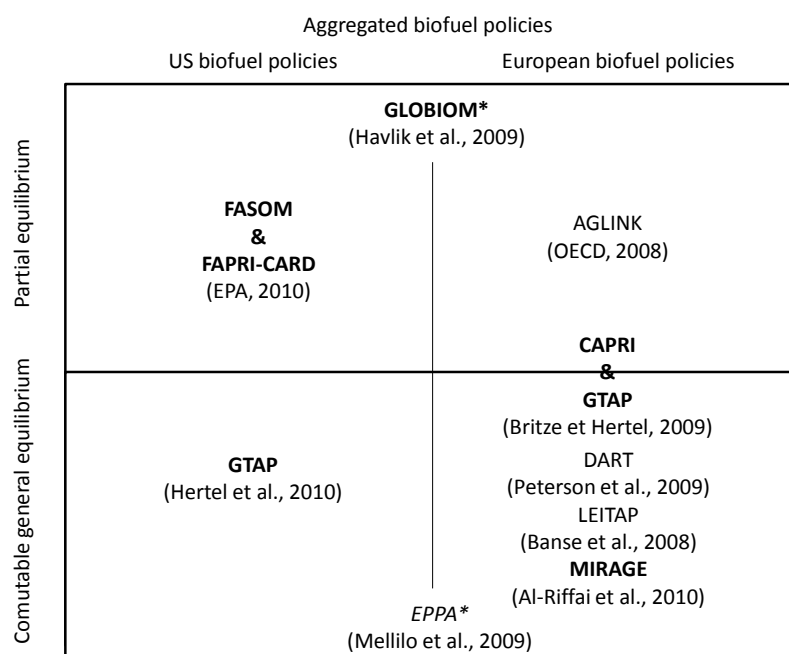 Aggregated biofuel policies
US biofuel policies
European biofuel policies
Partial equilibrium
GLOBIOM*
(Havlik et al., 2009)
FASOM
&
FAPRI-CARD
(EPA, 2010)
AGLINK
(OECD, 2008)
CAPRI
&
GTAP
(Britze et Hertel, 2009)
Comutable general equilibrium
GTAP
(Hertel et al., 2010)
DART
(Peterson et al., 2009)
LEITAP
(Banse et al., 2008)
MIRAGE
(Al-Riffai et al., 2010)
EPPA*
(Mellilo et al., 2009)